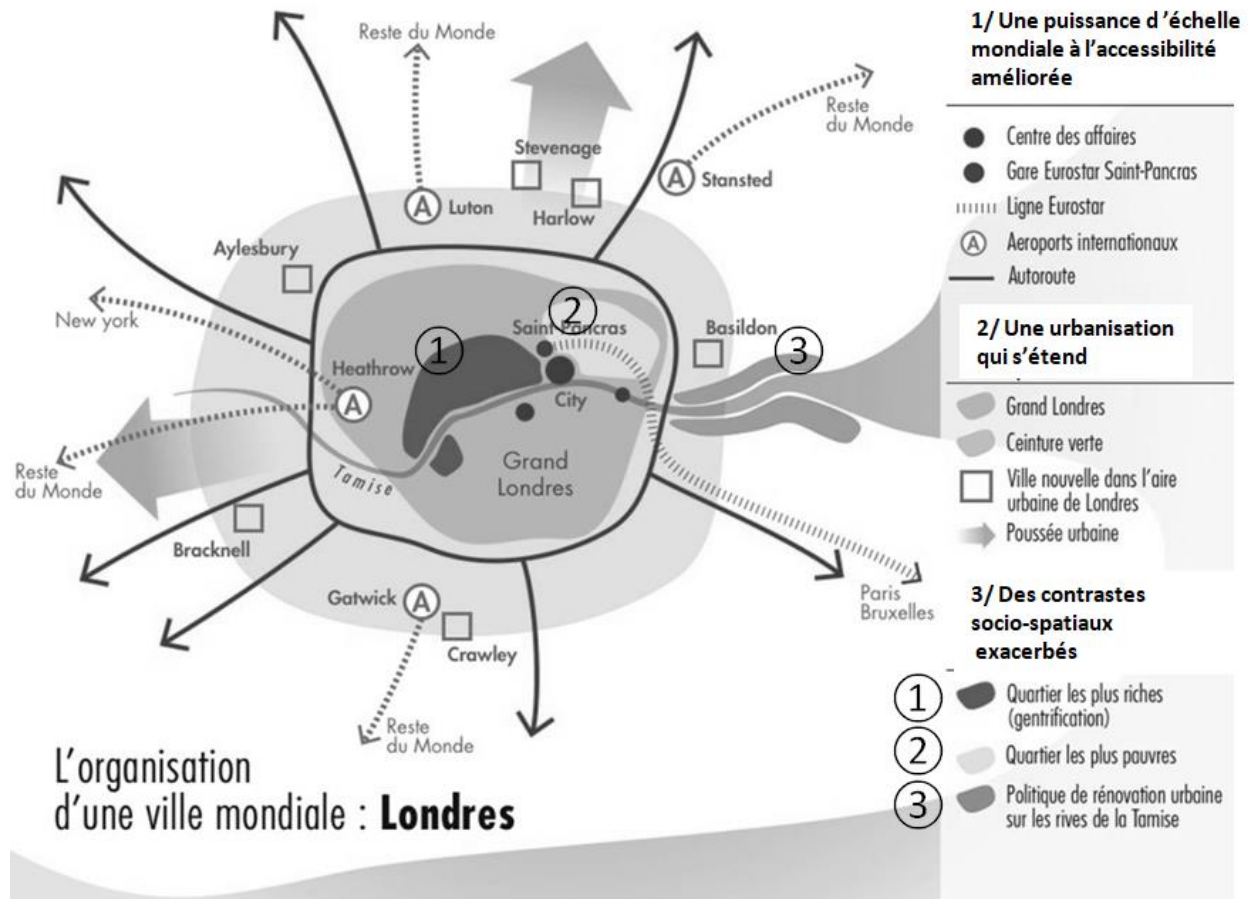 Reste du Monde
Reste
du Monde
Stevenage
A
Stansted
A
Luton
Harlow
Aylesbury
New york
2
Saint Pancras
1
Basildon
3
Heathrow
A
City
Reste
du Monde
Tamise
Grand
Londres
Bracknell
Gatwick
A
Crawley
Paris
Bruxelles
Reste
du Monde
L'organisation
d'une ville mondiale : Londres
1/ Une puissance d 'échelle
mondiale à l'accessibilité
améliorée
Centre des affaires
Gare Eurostar Saint-Pancras
Ligne Eurostar
A
Aeroports internationaux
Autoroute
2/ Une urbanisation
qui s'étend
Grand Londres
Ceinture verte
Ville nouvelle dans l'aire
urbaine de Londres
Poussée urbaine
3/ Des contrastes
socio-spatiaux
exacerbés
1
Quartier les plus riches
(gentrification)
2
Quartier les plus pauvres
3
Politique de rénovation urbaine
sur les rives de la Tamise